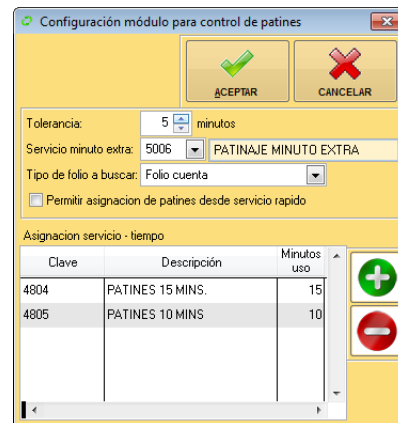 Configuración módulo para control de patines
ACEPTAR CANCELAR
Tolerancia: 5 minutos
Servicio minuto extra: 5006 PATINAJE MINUTO EXTRA
Tipo de folio a buscar: Folio cuenta
Permitir asignacion de patines desde servicio rapido
Asignacion servicio - tiempo
Clave Descripción Minutos uso
4804 PATINES 15 MINS. 15
4805 PATINES 10 MINS 10